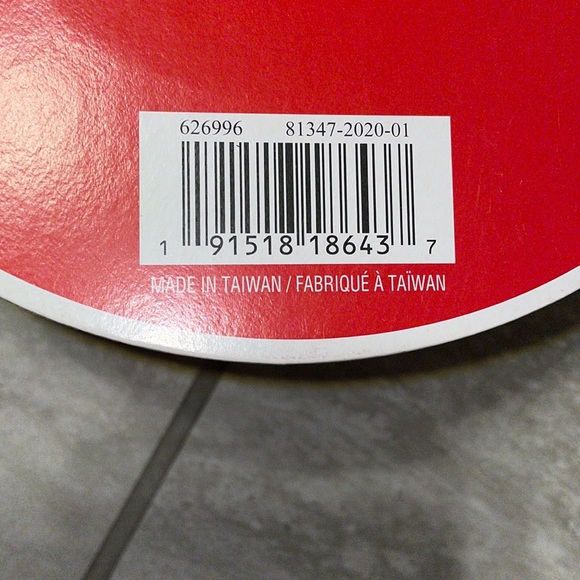 626996 81347-2020-01
1 91518 18643 7
MADE IN TAIWAN / FABRIQUÉ À TAÏWAN